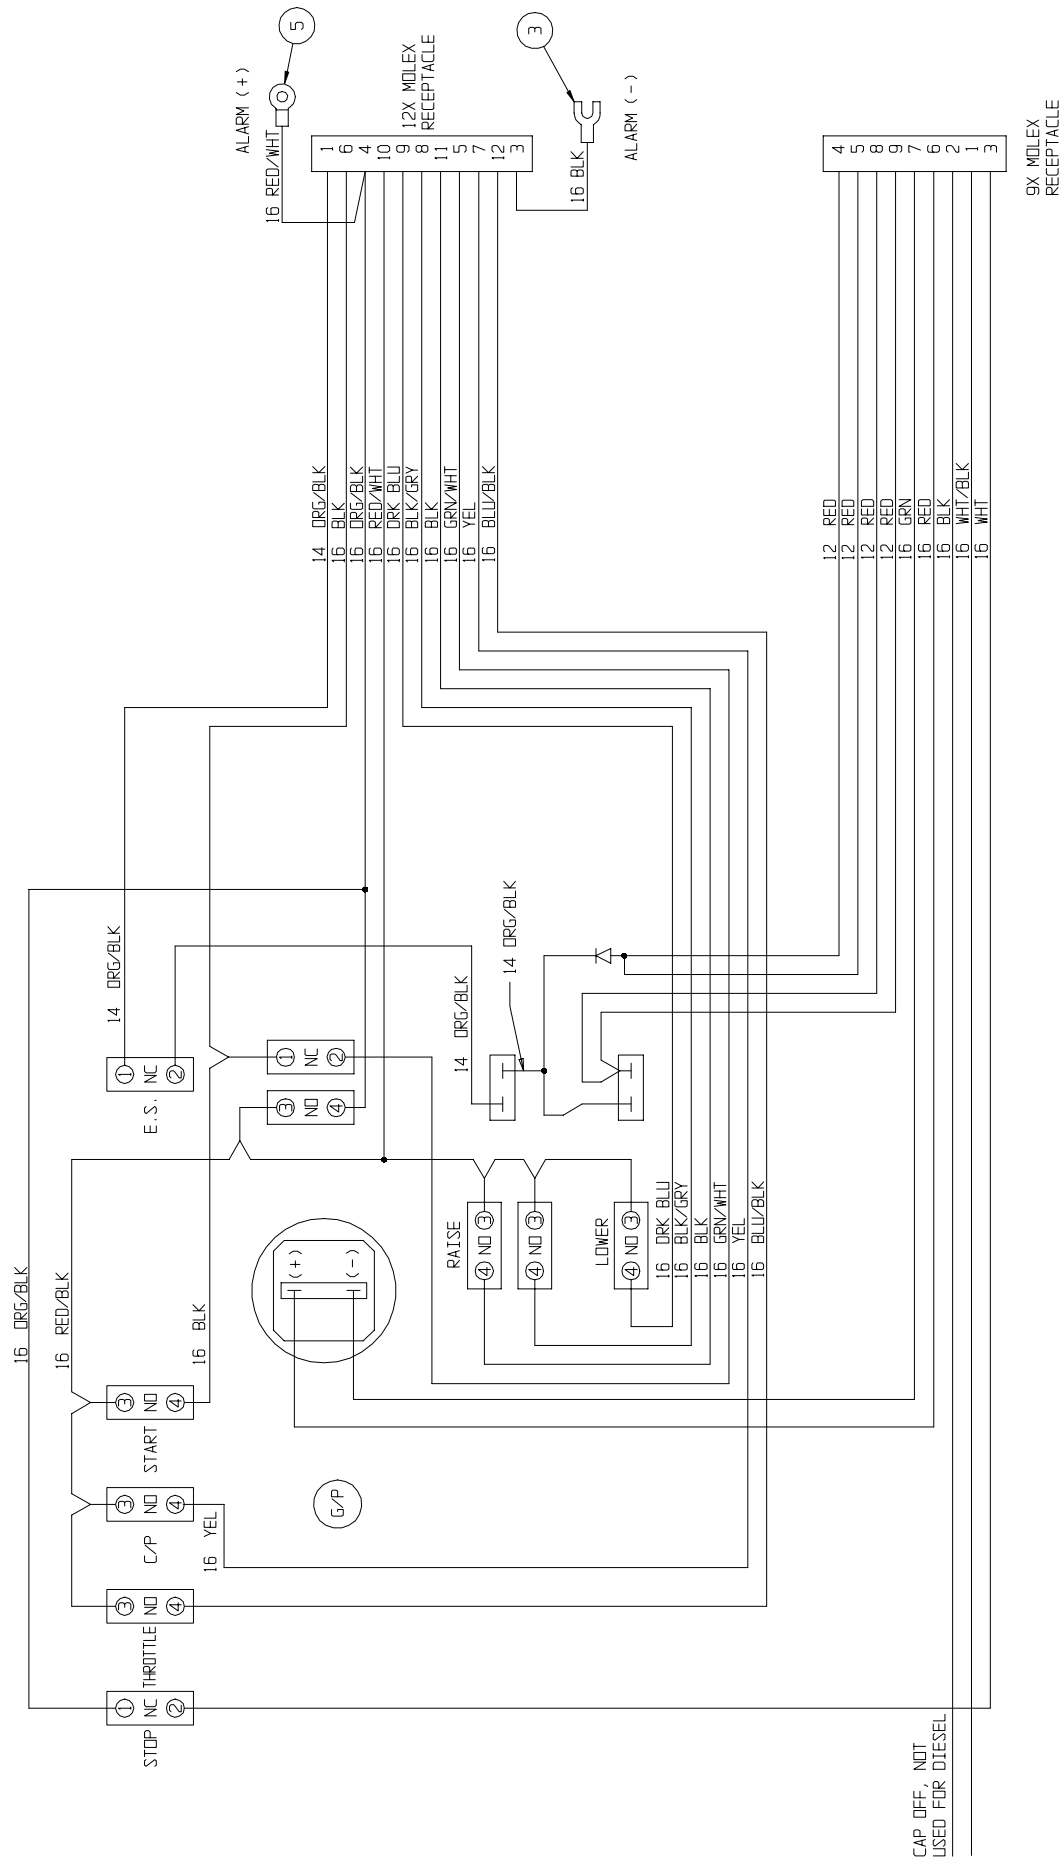 5
ALARM (+)
16 RED/WHT
12X MOLEX
RECEPTACLE
3
ALARM (-)
16 BLK
1
6
4
10
9
8
11
5
7
12
3
14 ORG/BLK
16 BLK
16 ORG/BLK
16 RED/WHT
16 DRK BLU
16 BLK/GRY
16 BLK
16 GRN/WHT
16 YEL
16 BLU/BLK
9X MOLEX
RECEPTACLE
4
5
8
9
7
6
2
1
3
12 RED
12 RED
12 RED
12 RED
16 GRN
16 RED
16 BLK
16 WHT/BLK
16 WHT
14 ORG/BLK
14 ORG/BLK
14 ORG/BLK
E.S.
1 NC 2
1 NC 2
3 NO 4
16 ORG/BLK
16 RED/BLK
16 BLK
(+)
(-)
RAISE
4 NO 3
4 NO 3
LOWER
4 NO 3
16 DRK BLU
16 BLK/GRY
16 BLK
16 GRN/WHT
16 YEL
16 BLU/BLK
START
3 NO 4
C/P
3 NO 4
16 YEL
G/P
THROTTLE
3 NO 4
STOP
1 NC 2
CAP OFF, NOT
USED FOR DIESEL